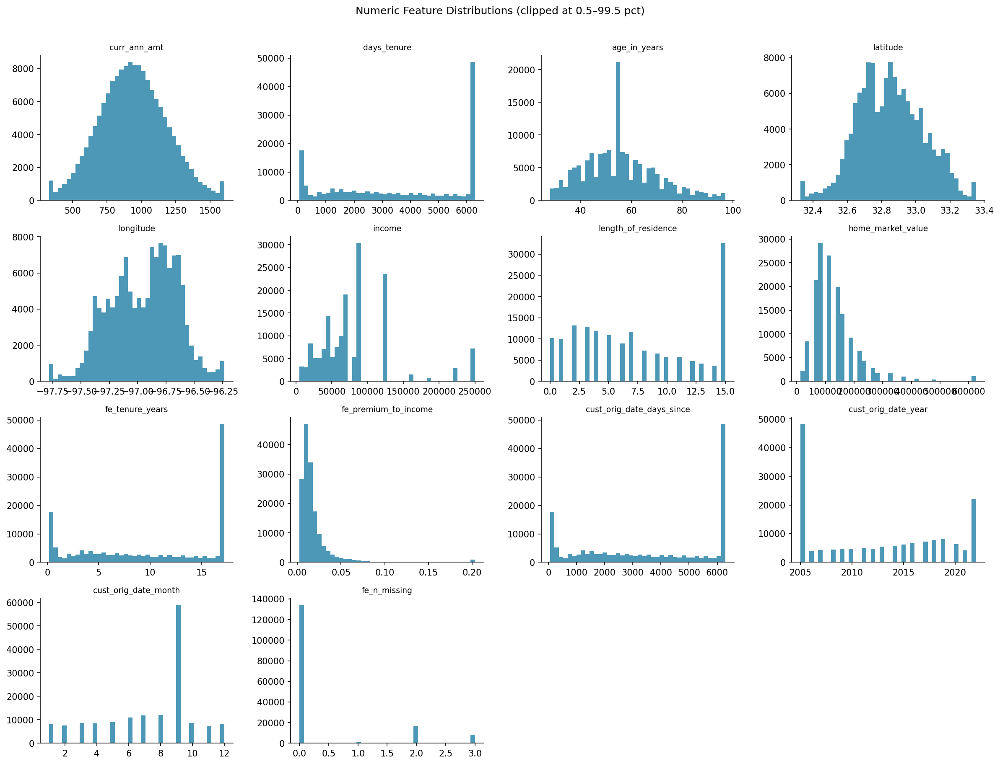 Numeric Feature Distributions (clipped at 0.5–99.5 pct)
curr_ann_amt
8000
6000
4000
2000
0
500 750 1000 1250 1500
days_tenure
50000
40000
30000
20000
10000
0
0 1000 2000 3000 4000 5000 6000
age_in_years
20000
15000
10000
5000
0
40 60 80 100
latitude
8000
6000
4000
2000
0
32.4 32.6 32.8 33.0 33.2 33.4
longitude
8000
6000
4000
2000
0
−97.75 −97.50 −97.25 −97.00 −96.75 −96.50 −96.25
income
30000
25000
20000
15000
10000
5000
0
0 50000 100000 150000 200000 250000
length_of_residence
30000
25000
20000
15000
10000
5000
0
0.0 2.5 5.0 7.5 10.0 12.5 15.0
home_market_value
30000
25000
20000
15000
10000
5000
0
0 100000 200000 300000 400000 500000 600000
fe_tenure_years
50000
40000
30000
20000
10000
0
0 5 10 15
fe_premium_to_income
40000
30000
20000
10000
0
0.00 0.05 0.10 0.15 0.20
cust_orig_date_days_since
50000
40000
30000
20000
10000
0
0 1000 2000 3000 4000 5000 6000
cust_orig_date_year
50000
40000
30000
20000
10000
0
2005 2010 2015 2020
cust_orig_date_month
60000
50000
40000
30000
20000
10000
0
2 4 6 8 10 12
fe_n_missing
140000
120000
100000
80000
60000
40000
20000
0
0.0 0.5 1.0 1.5 2.0 2.5 3.0